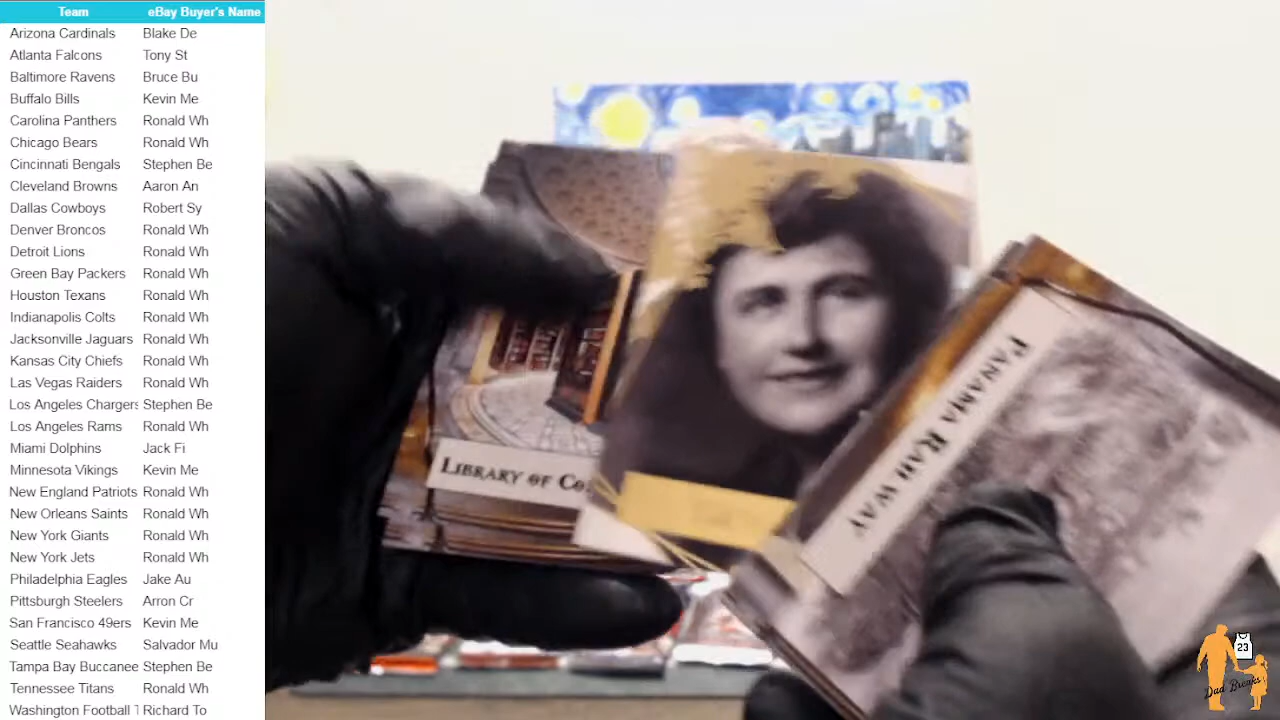 Team eBay Buyer's Name
Arizona Cardinals Blake De
Atlanta Falcons Tony St
Baltimore Ravens Bruce Bu
Buffalo Bills Kevin Me
Carolina Panthers Ronald Wh
Chicago Bears Ronald Wh
Cincinnati Bengals Stephen Be
Cleveland Browns Aaron An
Dallas Cowboys Robert Sy
Denver Broncos Ronald Wh
Detroit Lions Ronald Wh
Green Bay Packers Ronald Wh
Houston Texans Ronald Wh
Indianapolis Colts Ronald Wh
Jacksonville Jaguars Ronald Wh
Kansas City Chiefs Ronald Wh
Las Vegas Raiders Ronald Wh
Los Angeles Chargers Stephen Be
Los Angeles Rams Ronald Wh
Miami Dolphins Jack Fi
Minnesota Vikings Kevin Me
New England Patriots Ronald Wh
New Orleans Saints Ronald Wh
New York Giants Ronald Wh
New York Jets Ronald Wh
Philadelphia Eagles Jake Au
Pittsburgh Steelers Arron Cr
San Francisco 49ers Kevin Me
Seattle Seahawks Salvador Mu
Tampa Bay Buccanee Stephen Be
Tennessee Titans Ronald Wh
Washington Football T Richard To
LIBRARY OF CO
PANAMA RAILWAY
23
Dad Breaks